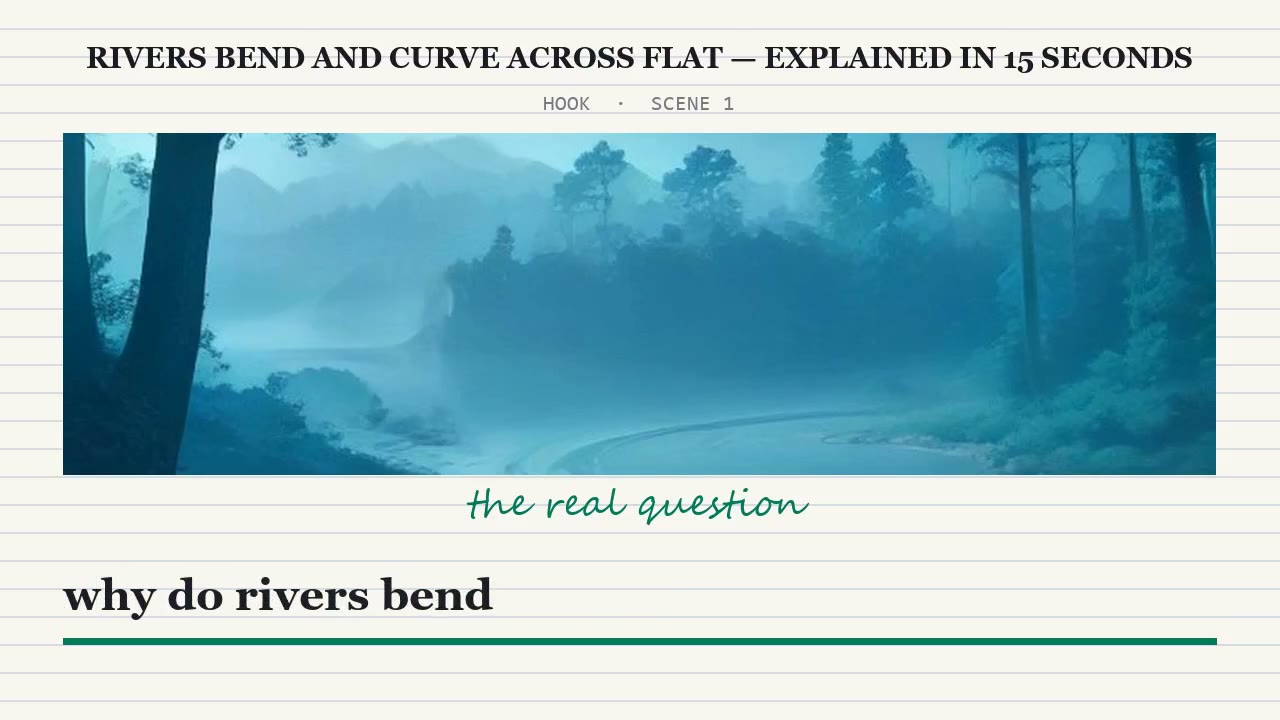 RIVERS BEND AND CURVE ACROSS FLAT — EXPLAINED IN 15 SECONDS
HOOK · SCENE 1
the real question
why do rivers bend